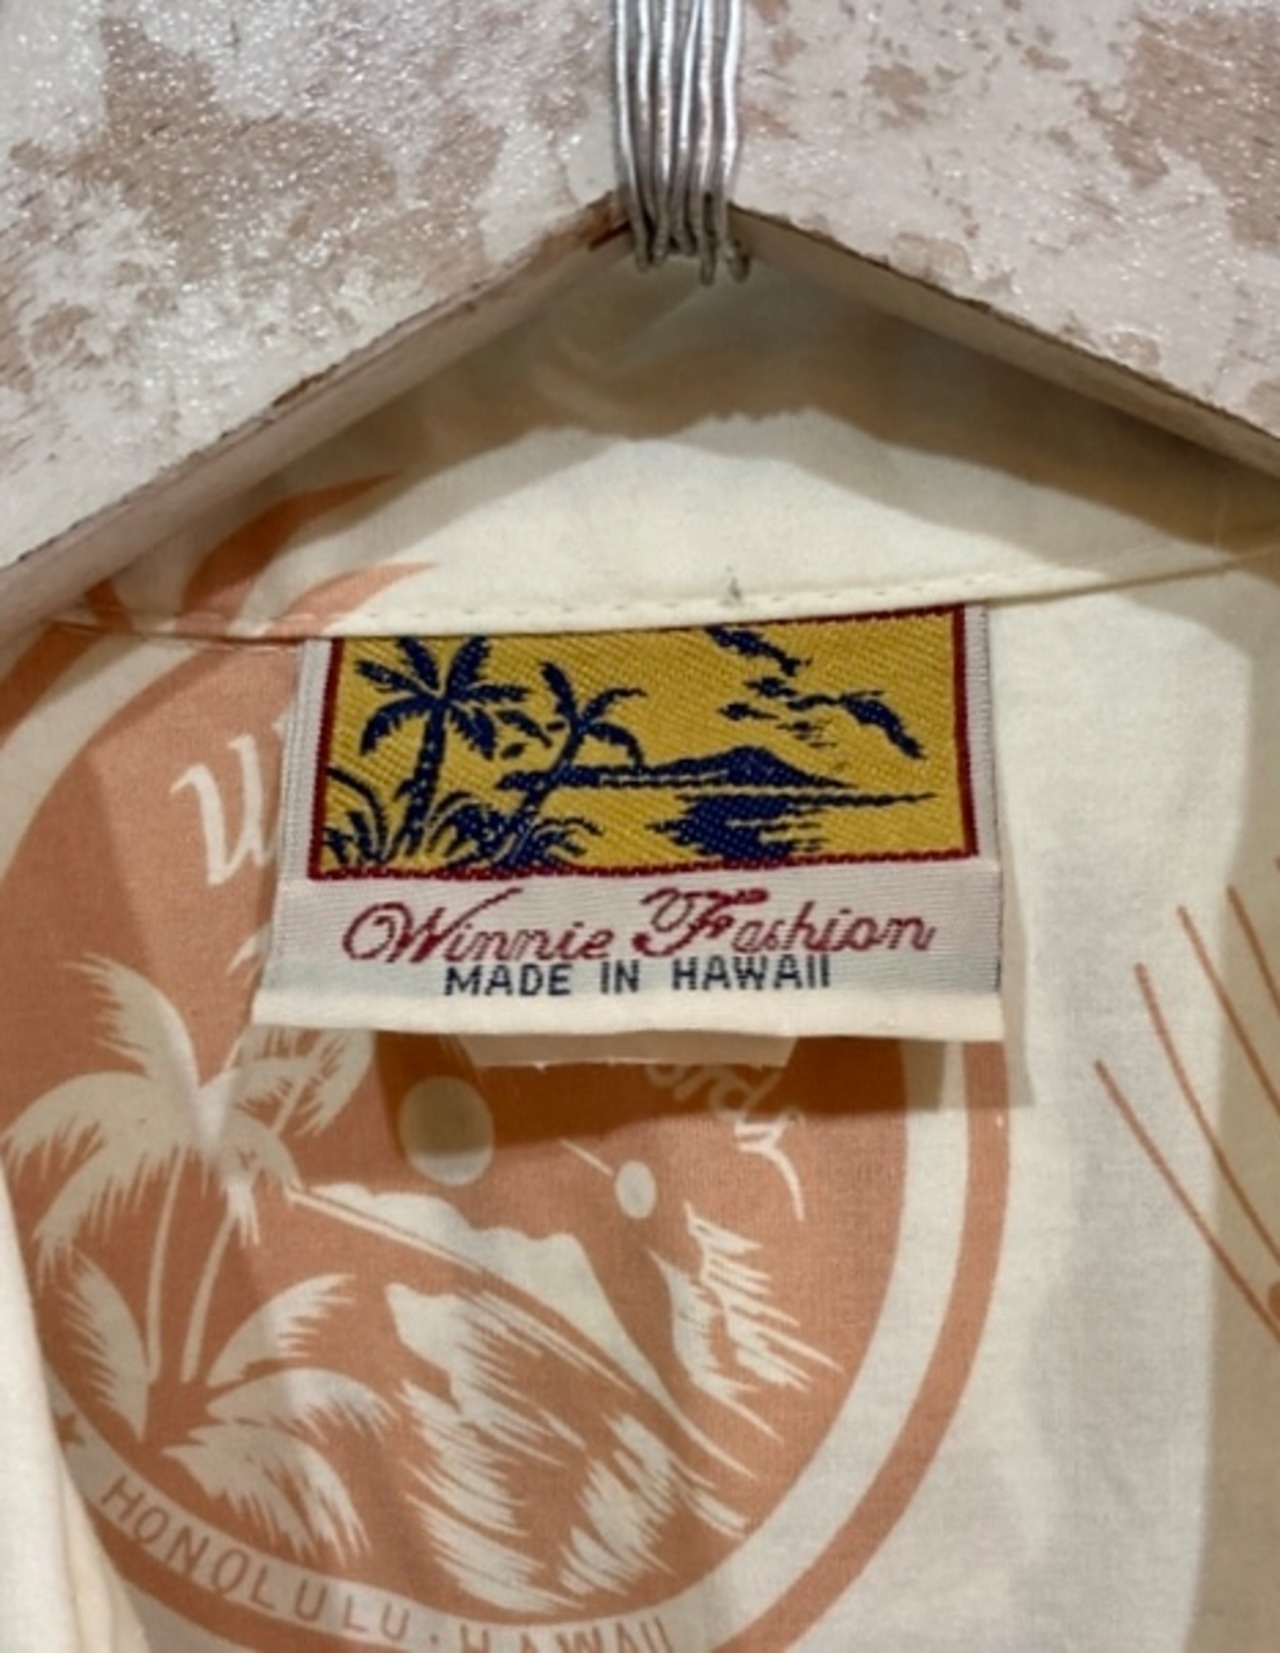 Winnie Fashion
MADE IN HAWAII
HONOLULU · HAWAII